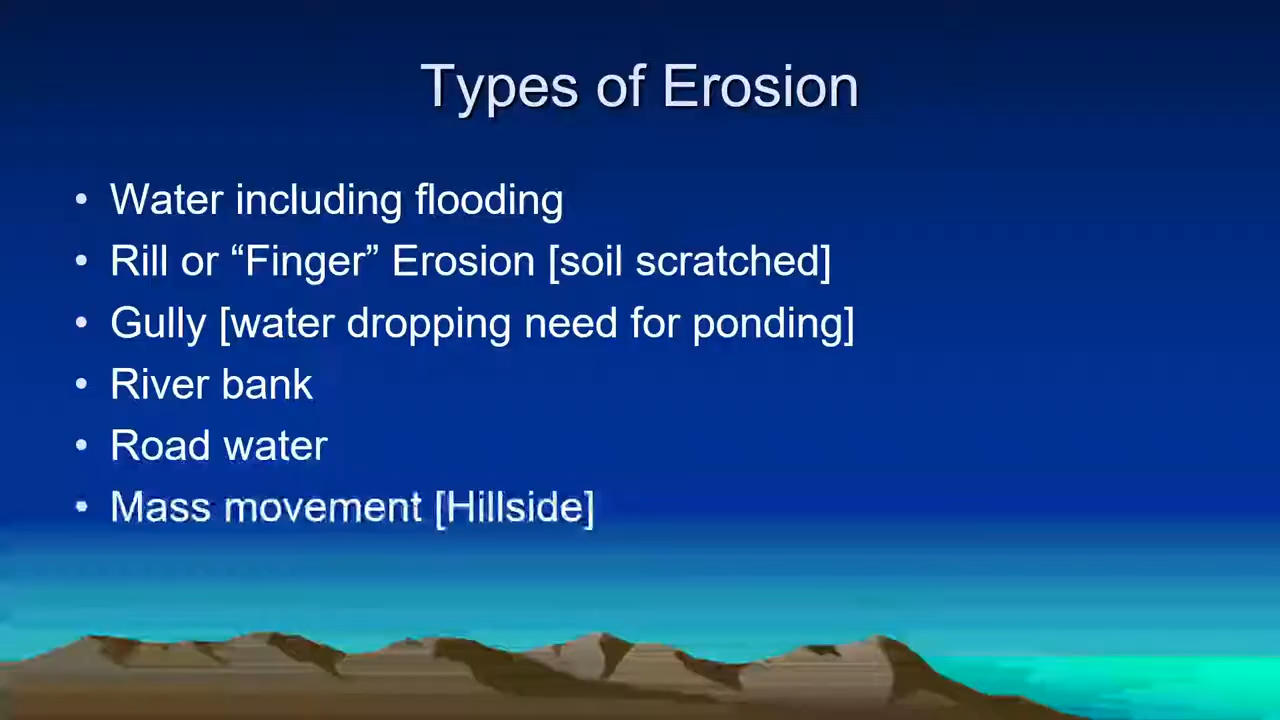 Types of Erosion
• Water including flooding
• Rill or “Finger” Erosion [soil scratched]
• Gully [water dropping need for ponding]
• River bank
• Road water
• Mass movement [Hillside]